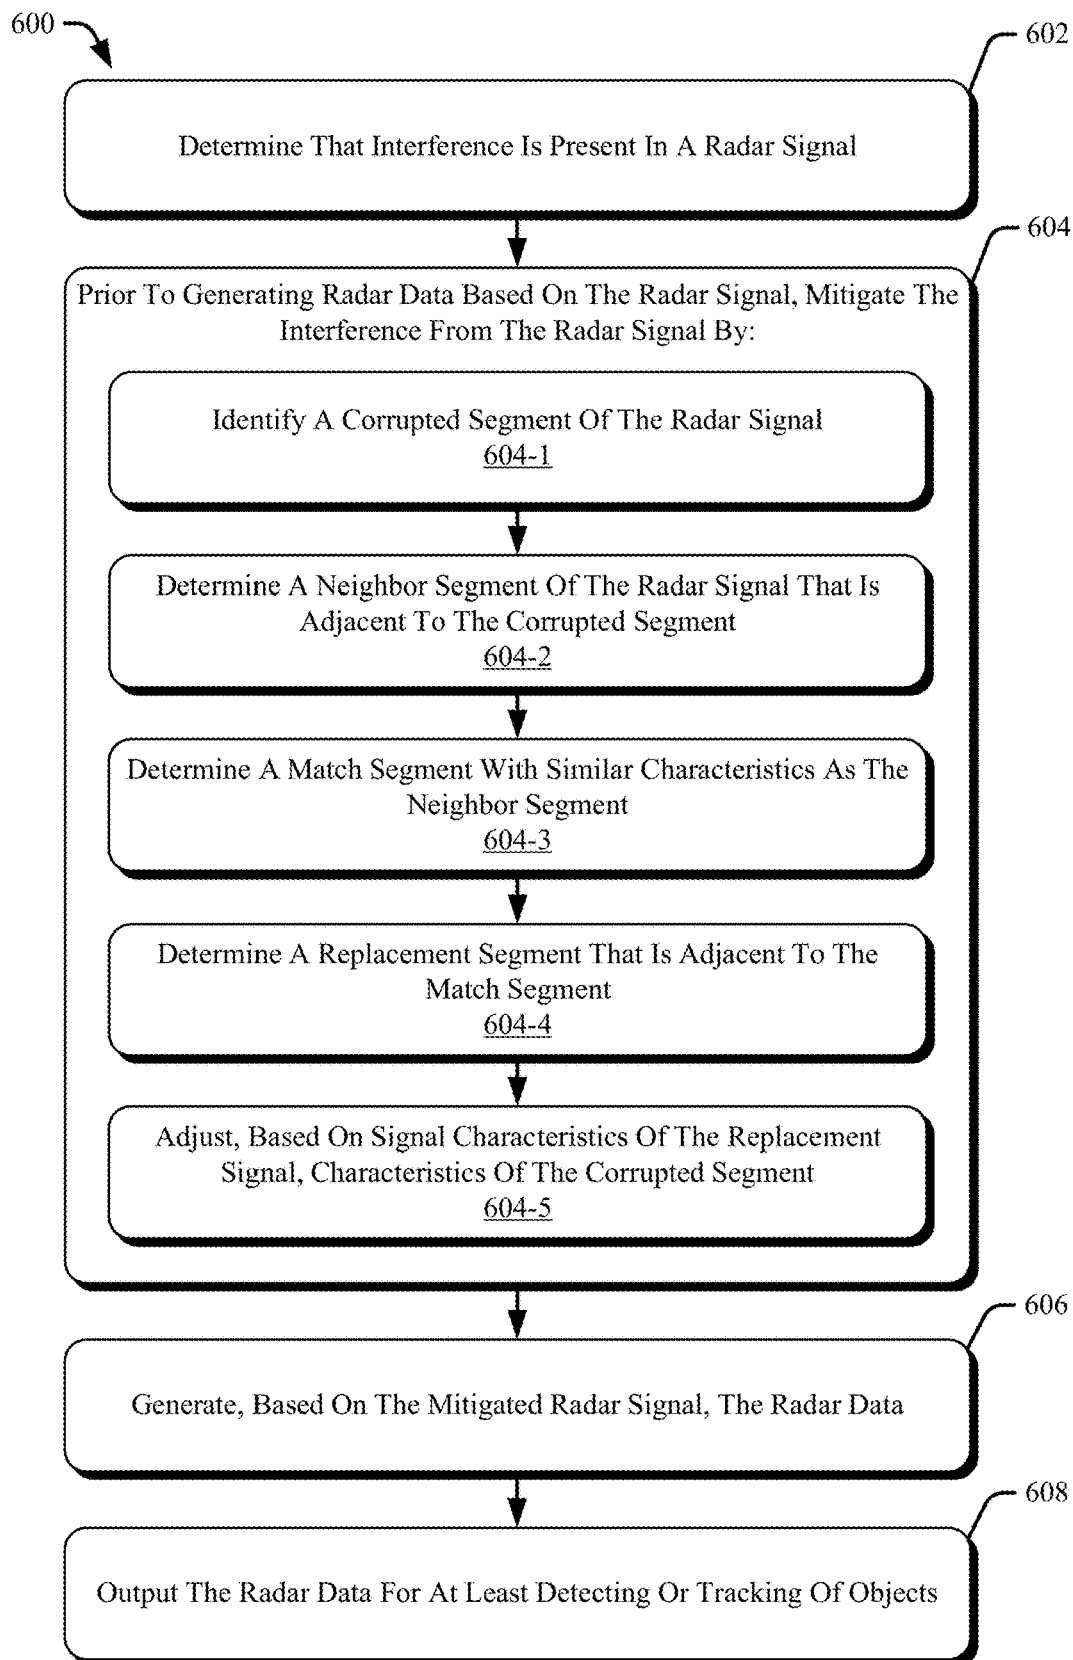 600
602
Determine That Interference Is Present In A Radar Signal
604
Prior To Generating Radar Data Based On The Radar Signal, Mitigate The
Interference From The Radar Signal By:
Identify A Corrupted Segment Of The Radar Signal
604-1
Determine A Neighbor Segment Of The Radar Signal That Is
Adjacent To The Corrupted Segment
604-2
Determine A Match Segment With Similar Characteristics As The
Neighbor Segment
604-3
Determine A Replacement Segment That Is Adjacent To The
Match Segment
604-4
Adjust, Based On Signal Characteristics Of The Replacement
Signal, Characteristics Of The Corrupted Segment
604-5
606
Generate, Based On The Mitigated Radar Signal, The Radar Data
608
Output The Radar Data For At Least Detecting Or Tracking Of Objects